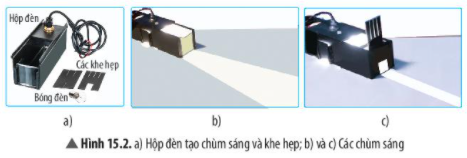 Hộp đèn
Các khe hẹp
Bóng đèn
a)
b)
c)
▲ Hình 15.2. a) Hộp đèn tạo chùm sáng và khe hẹp; b) và c) Các chùm sáng